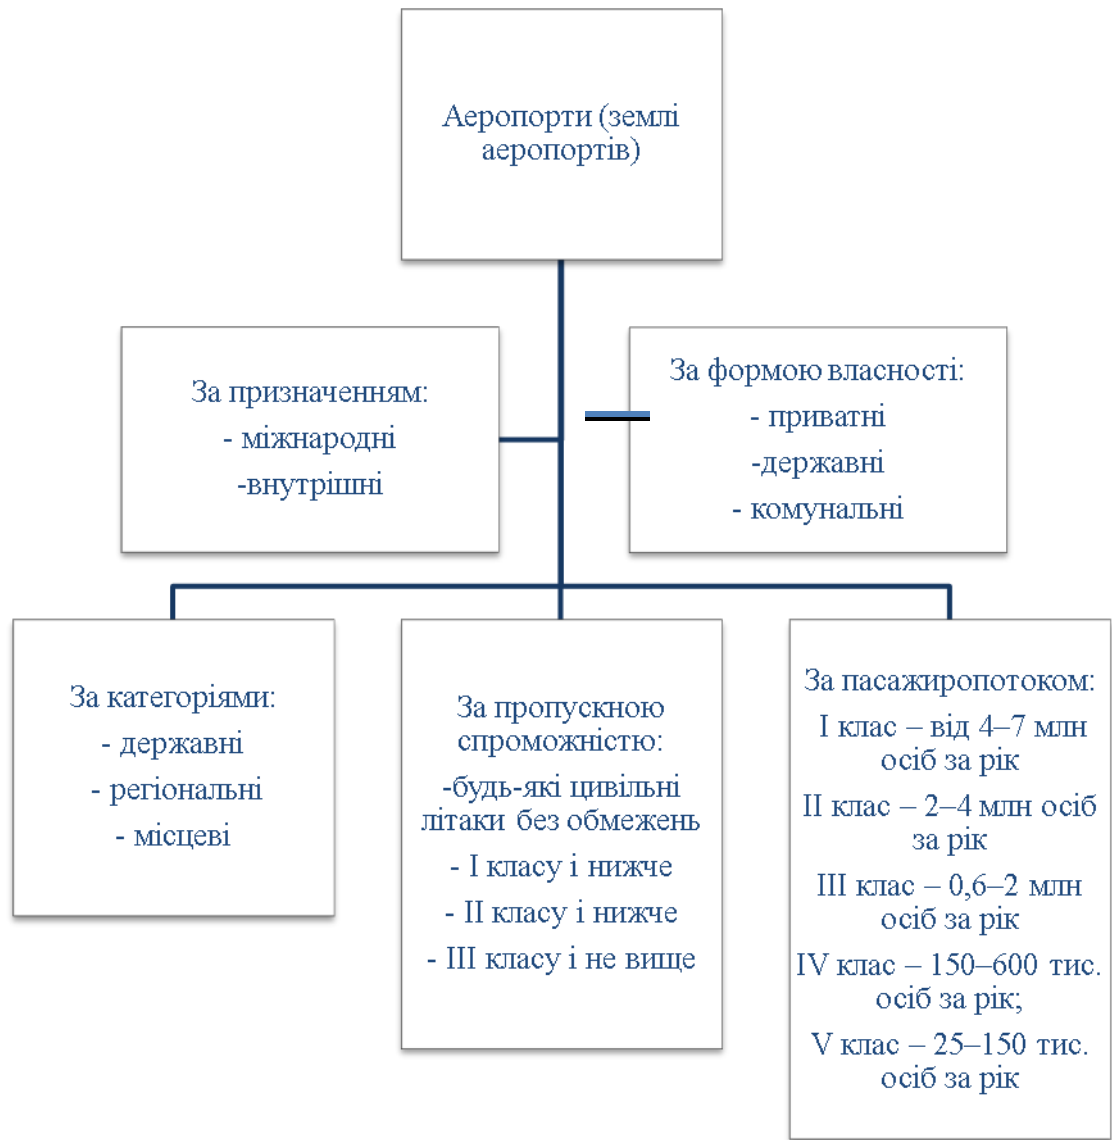 Аеропорти (землі
аеропортів)
За призначенням:
- міжнародні
-внутрішні
За формою власності:
- приватні
-державні
- комунальні
За категоріями:
- державні
- регіональні
- місцеві
За пропускною
спроможністю:
-будь-які цивільні
літаки без обмежень
- І класу і нижче
- ІІ класу і нижче
- ІІІ класу і не вище
За пасажиропотоком:
І клас – від 4–7 млн
осіб за рік
ІІ клас – 2–4 млн осіб
за рік
ІІІ клас – 0,6–2 млн
осіб за рік
IV клас – 150–600 тис.
осіб за рік;
V клас – 25–150 тис.
осіб за рік